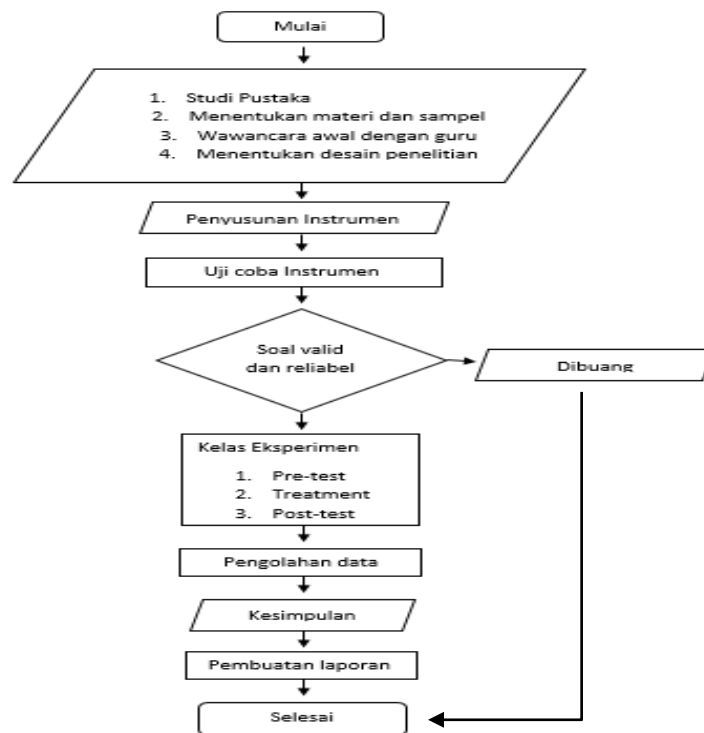 Mulai
1. Studi Pustaka
2. Menentukan materi dan sampel
3. Wawancara awal dengan guru
4. Menentukan desain penelitian
Penyusunan Instrumen
Uji coba Instrumen
Soal valid
dan reliabel
Dibuang
Kelas Eksperimen
1. Pre-test
2. Treatment
3. Post-test
Pengolahan data
Kesimpulan
Pembuatan laporan
Selesai